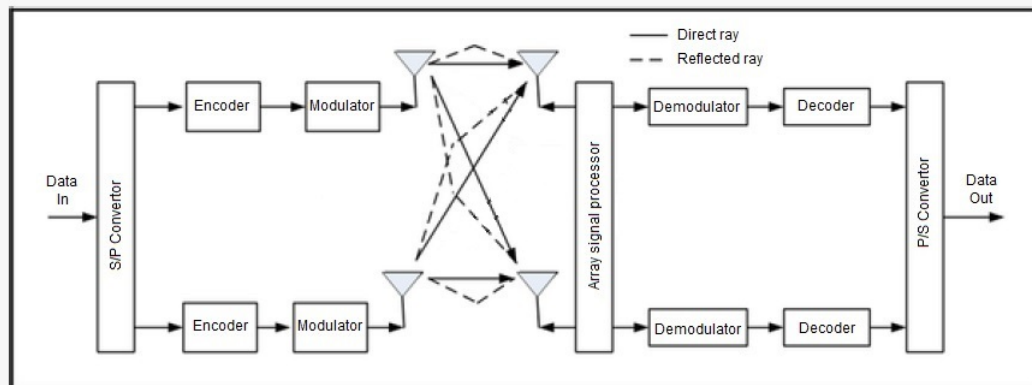 Direct ray
Reflected ray
Encoder
Modulator
Demodulator
Decoder
Data
In
S/P Convertor
Array signal processor
P/S Convertor
Data
Out
Encoder
Modulator
Demodulator
Decoder